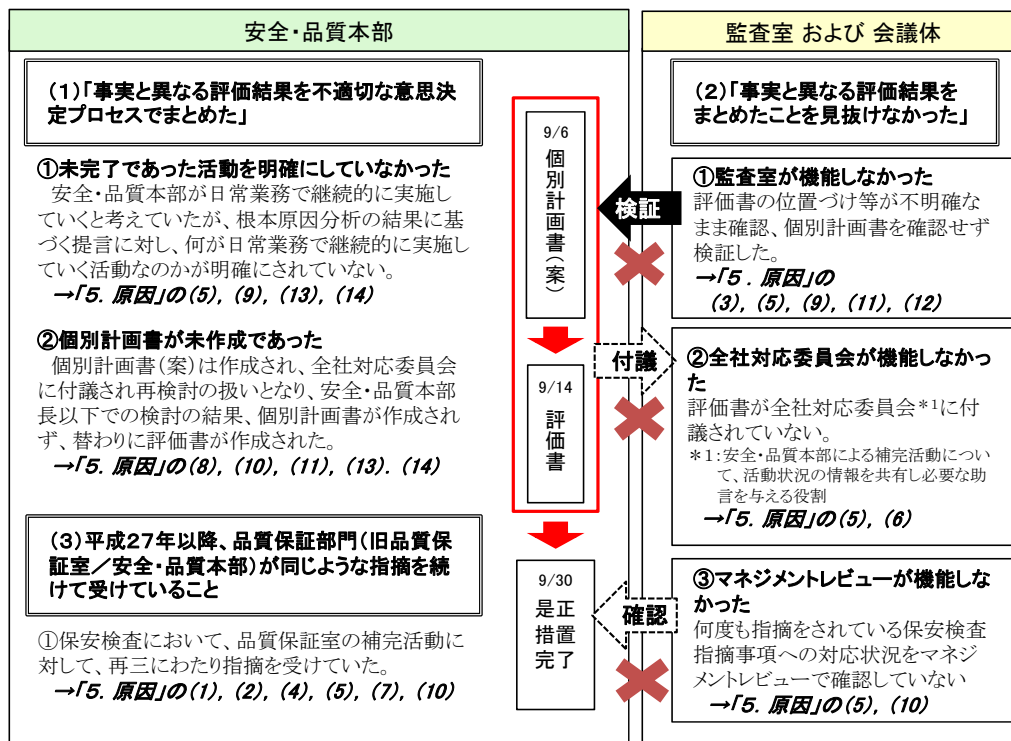 安全・品質本部
(1)「事実と異なる評価結果を不適切な意思決
定プロセスでまとめた」
①未完了であった活動を明確にしていなかった
安全・品質本部が日常業務で継続的に実施し
ていくと考えていたが、根本原因分析の結果に基
づく提言に対し、何が日常業務で継続的に実施し
ていく活動なのかが明確にされていない。
→「5. 原因」の(5), (9), (13), (14)
②個別計画書が未作成であった
個別計画書(案)は作成され、全社対応委員会
に付議され再検討の扱いとなり、安全・品質本部
長以下での検討の結果、個別計画書が作成され
ず、替わりに評価書が作成された。
→「5. 原因」の(8), (10), (11), (13). (14)
(3)平成27年以降、品質保証部門(旧品質保
証室/安全・品質本部)が同じような指摘を続
けて受けていること
①保安検査において、品質保証室の補完活動に
対して、再三にわたり指摘を受けていた。
→「5. 原因」の(1), (2), (4), (5), (7), (10)
9/6
個別計画書(案)
9/14
評価書
9/30
是正
措置
完了
検証
付議
確認
監査室 および 会議体
(2)「事実と異なる評価結果を
まとめたことを見抜けなかった」
①監査室が機能しなかった
評価書の位置づけ等が不明確な
まま確認、個別計画書を確認せず
検証した。
→「5. 原因」の
(3), (5), (9), (11), (12)
②全社対応委員会が機能しなかっ
た
評価書が全社対応委員会*1に付
議されていない。
*1:安全・品質本部による補完活動につい
て、活動状況の情報を共有し必要な助
言を与える役割
→「5. 原因」の(5), (6)
③マネジメントレビューが機能しな
かった
何度も指摘をされている保安検査
指摘事項への対応状況をマネジ
メントレビューで確認していない
→「5. 原因」の(5), (10)